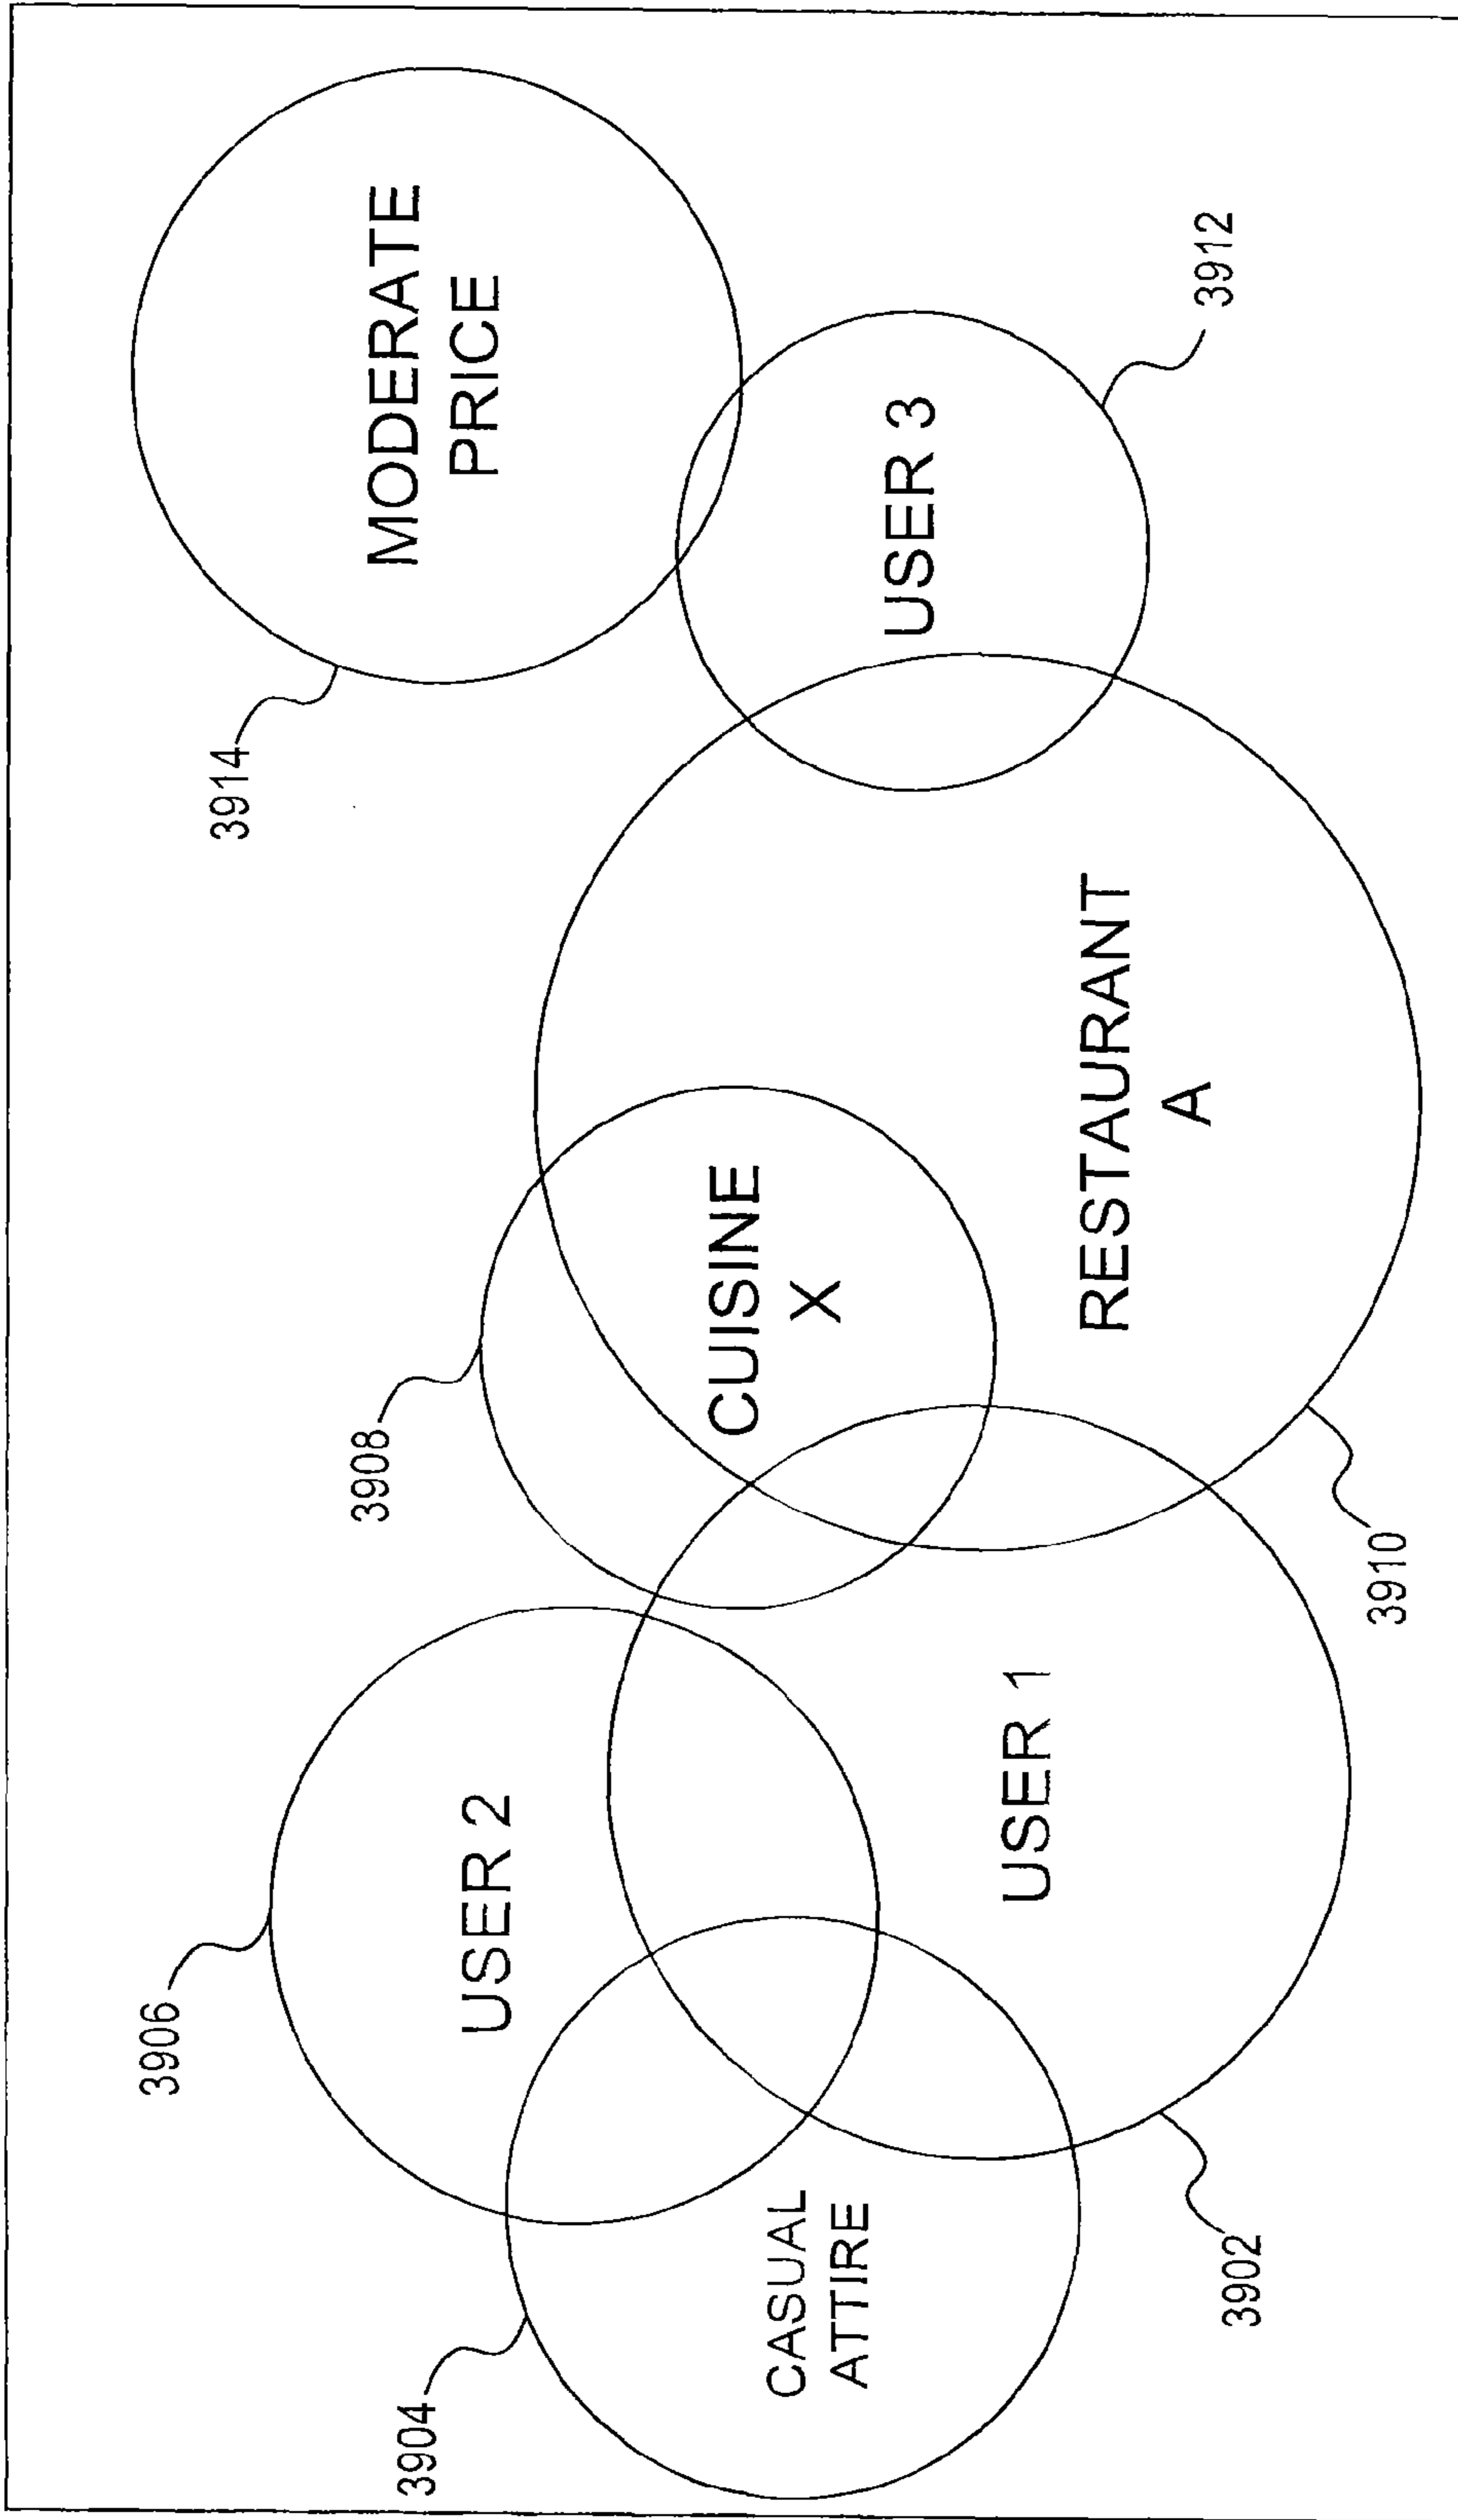 3906
3914
3904
3908
USER 2
MODERATE
PRICE
CUISINE
X
CASUAL
ATTIRE
USER 3
USER 1
RESTAURANT
A
3912
3902
3910